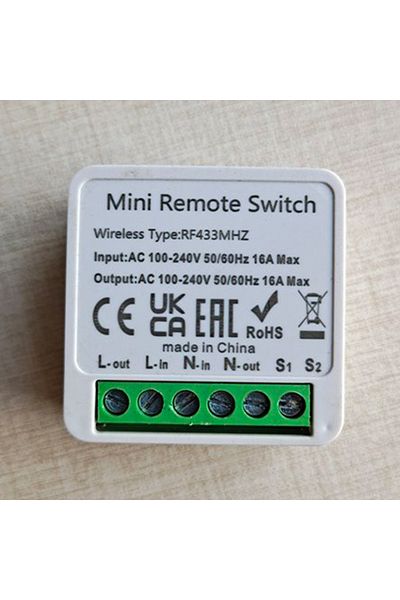 Mini Remote Switch
Wireless Type:RF433MHZ
Input:AC 100-240V 50/60Hz 16A Max
Output:AC 100-240V 50/60Hz 16A Max
CE UK CA EAC RoHS
made in China
L-out L-in N-in N-out S1 S2